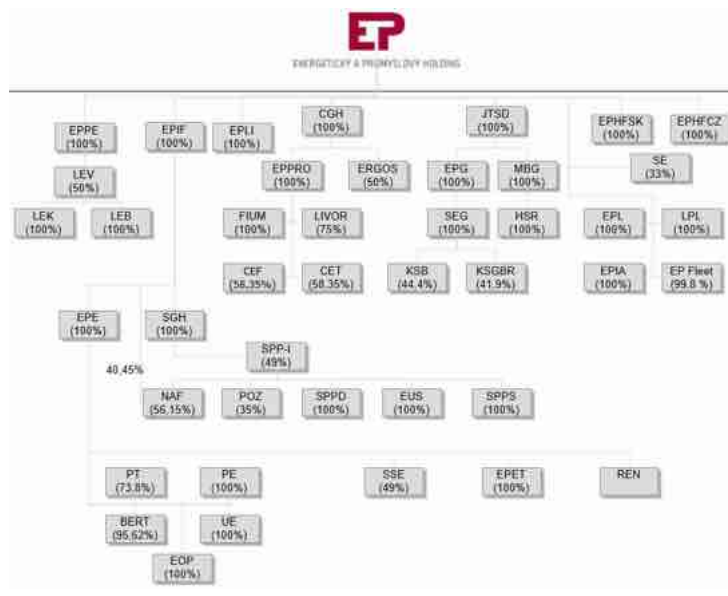 EP
ENERGETICKÝ A PRŮMYSLOVÝ HOLDING
CGH
(100%)
JTSD
(100%)
EPPE
(100%)
EPIF
(100%)
EPLI
(100%)
EPHFSK
(100%)
EPHFCZ
(100%)
SE
(33%)
LEV
(50%)
EPPRO
(100%)
ERGOS
(50%)
EPG
(100%)
MBG
(100%)
LEK
(100%)
LEB
(100%)
FIUM
(100%)
LIVOR
(75%)
SEG
(100%)
HSR
(100%)
EPL
(100%)
LPL
(100%)
CEF
(56,35%)
CET
(58.35%)
KSB
(44.4%)
KSGBR
(41.9%)
EPIA
(100%)
EP Fleet
(99.8 %)
EPE
(100%)
SGH
(100%)
SPP-I
(49%)
40,45%
NAF
(56,15%)
POZ
(35%)
SPPD
(100%)
EUS
(100%)
SPPS
(100%)
PT
(73.8%)
PE
(100%)
SSE
(49%)
EPET
(100%)
REN
BERT
(95,62%)
UE
(100%)
EOP
(100%)